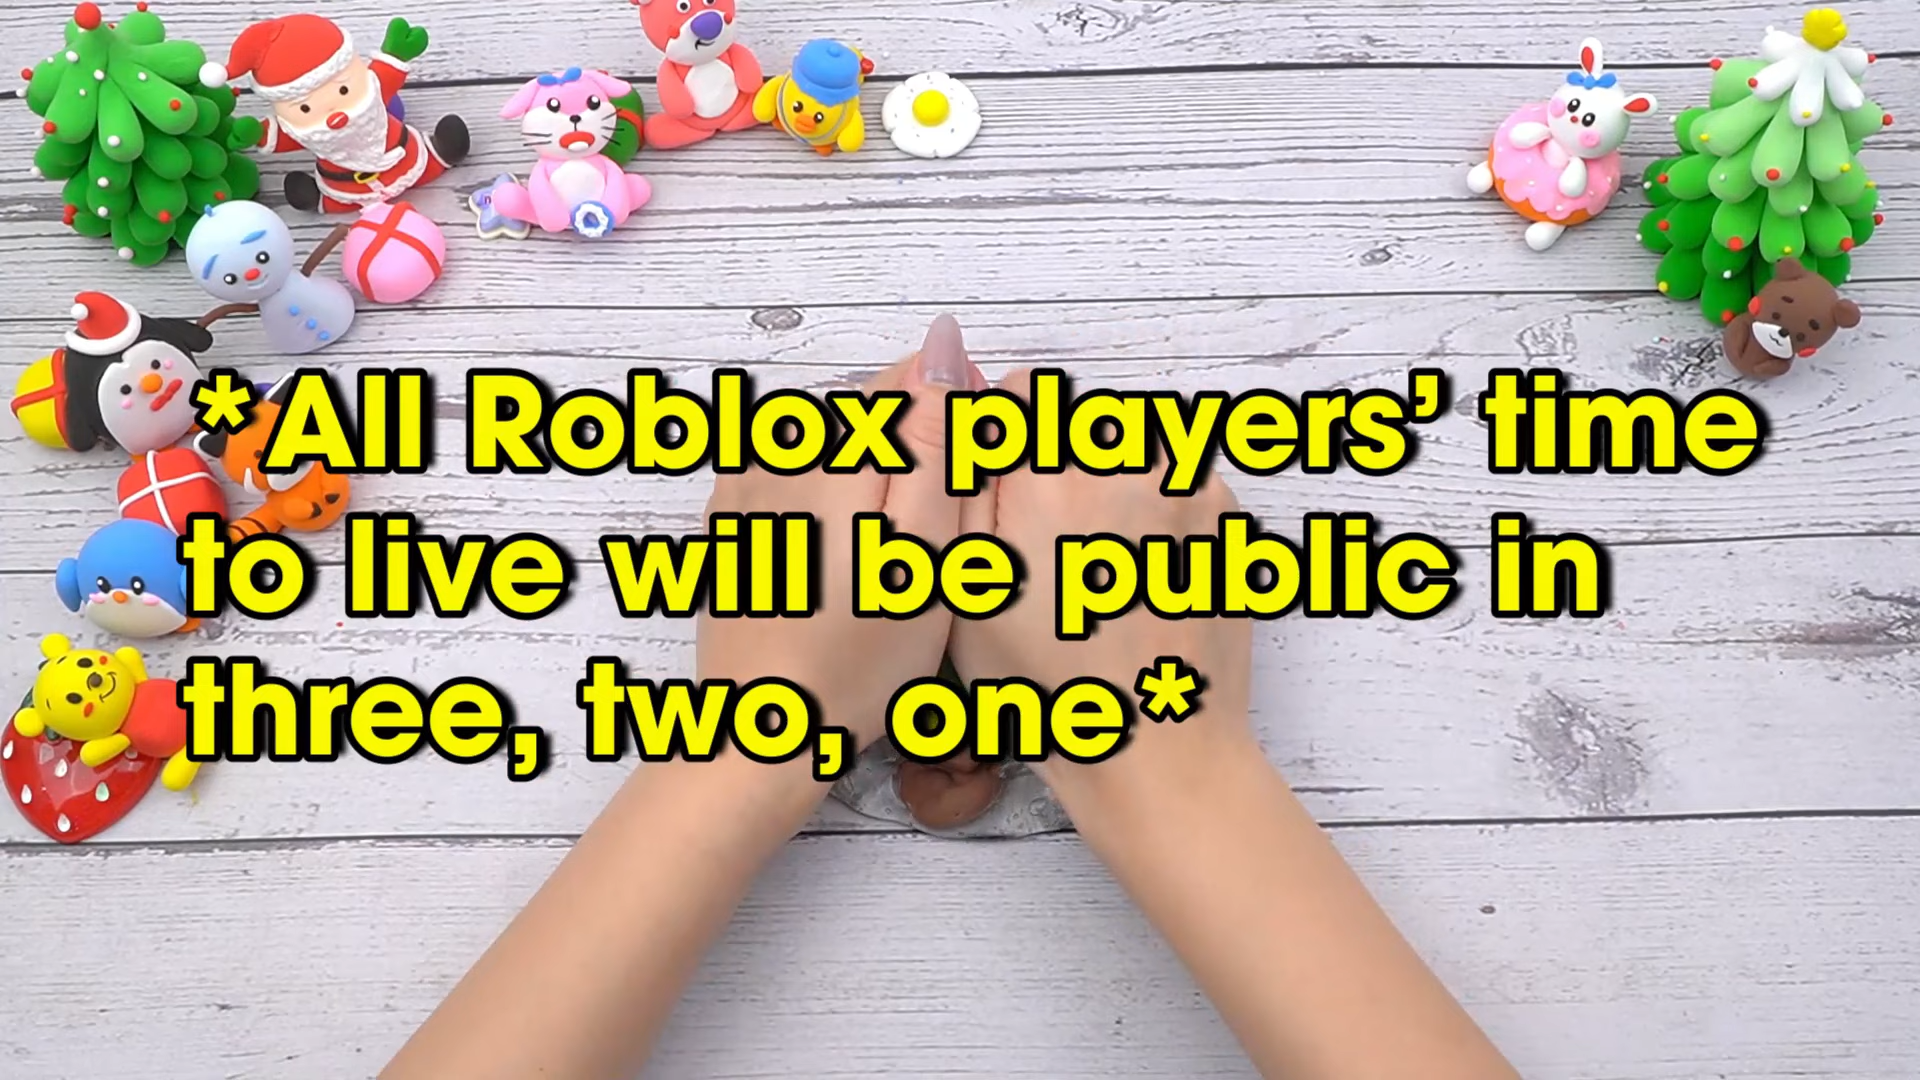 *All Roblox players’ time
to live will be public in
three, two, one*